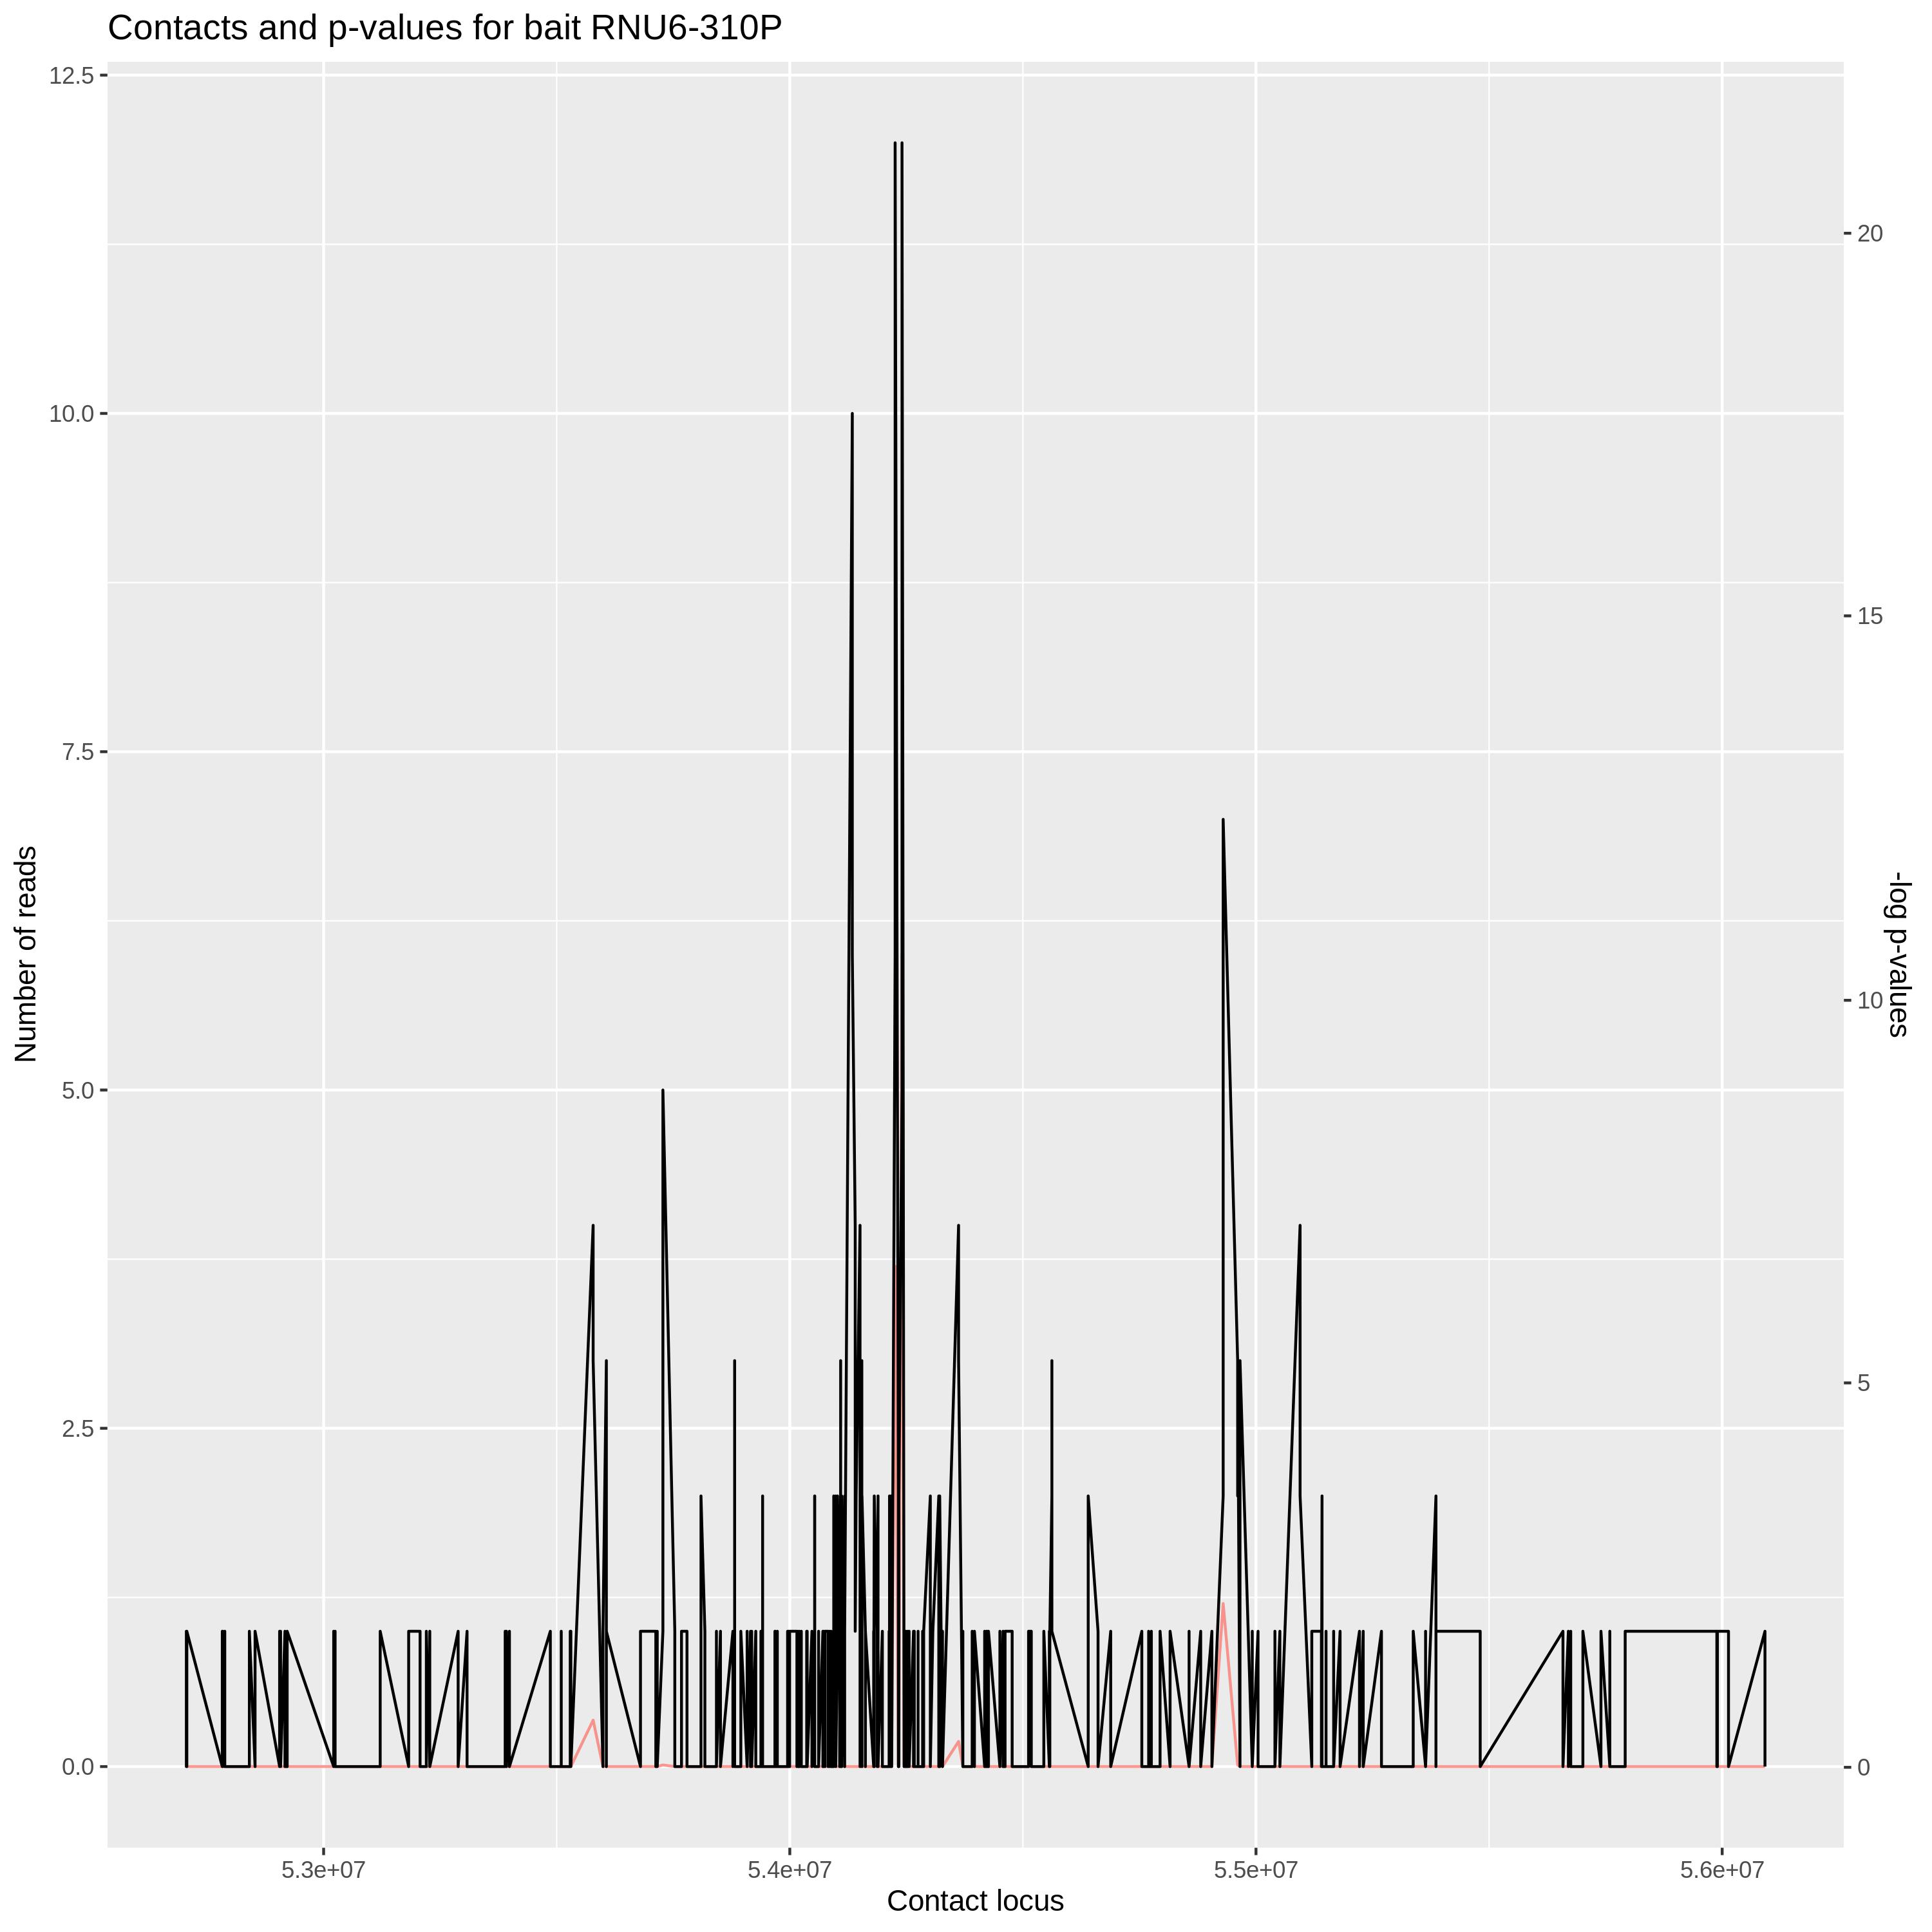 Contacts and p-values for bait RNU6-310P
12.5
10.0
7.5
5.0
2.5
0.0
Number of reads
20
15
10
5
0
-log p-values
5.3e+07
5.4e+07
5.5e+07
5.6e+07
Contact locus